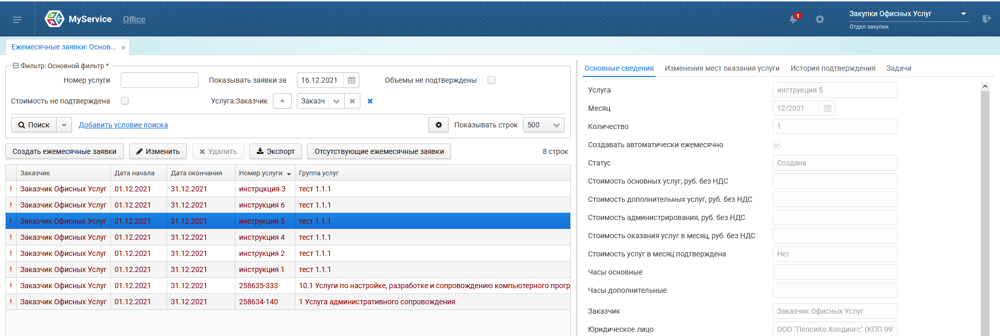 MyService Office
1
Закупки Офисных Услуг
Отдел закупок
Ежемесячные заявки: Основ... ×
Фильтр: Основной фильтр *
Номер услуги
Показывать заявки за 16.12.2021
Объемы не подтверждены
Стоимость не подтверждена
Услуга.Заказчик = Заказч
Поиск
Добавить условие поиска
Показывать строк 500
Создать ежемесячные заявки
Изменить
Удалить
Экспорт
Отсутствующие ежемесячные заявки
8 строк
Заказчик Дата начала Дата окончания Номер услуги Группа услуг
! Заказчик Офисных Услуг 01.12.2021 31.12.2021 инстрцкция 3 тест 1.1.1
! Заказчик Офисных Услуг 01.12.2021 31.12.2021 инструкция 6 тест 1.1.1
! Заказчик Офисных Услуг 01.12.2021 31.12.2021 инструкция 5 тест 1.1.1
! Заказчик Офисных Услуг 01.12.2021 31.12.2021 инструкция 4 тест 1.1.1
! Заказчик Офисных Услуг 01.12.2021 31.12.2021 инструкция 2 тест 1.1.1
! Заказчик Офисных Услуг 01.12.2021 31.12.2021 инструкция 1 тест 1.1.1
! Заказчик Офисных Услуг 01.12.2021 31.12.2021 258635-333 10.1 Услуги по настройке, разработке и сопровождению компьютерного прогр
! Заказчик Офисных Услуг 01.12.2021 31.12.2021 258634-140 1 Услуга административного сопровождения
Основные сведения Изменения мест оказания услуги История подтверждения Задачи
Услуга инструкция 5
Месяц 12/2021
Количество 1
Создавать автоматически ежемесячно
Статус Создана
Стоимость основных услуг, руб. без НДС
Стоимость дополнительных услуг, руб. без НДС
Стоимость администрирования, руб. без НДС
Стоимость оказания услуг в месяц, руб. без НДС
Стоимость услуг в месяц подтверждена Нет
Часы основные
Часы дополнительные
Заказчик Заказчик Офисных Услуг
Юридическое лицо ООО "ПепсиКо Холдингс" (КПП 997